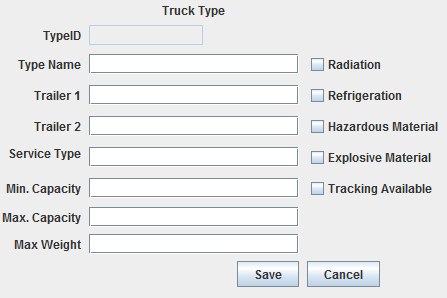 Truck Type
TypeID
Type Name Radiation
Trailer 1 Refrigeration
Trailer 2 Hazardous Material
Service Type Explosive Material
Min. Capacity Tracking Available
Max. Capacity
Max Weight
Save Cancel